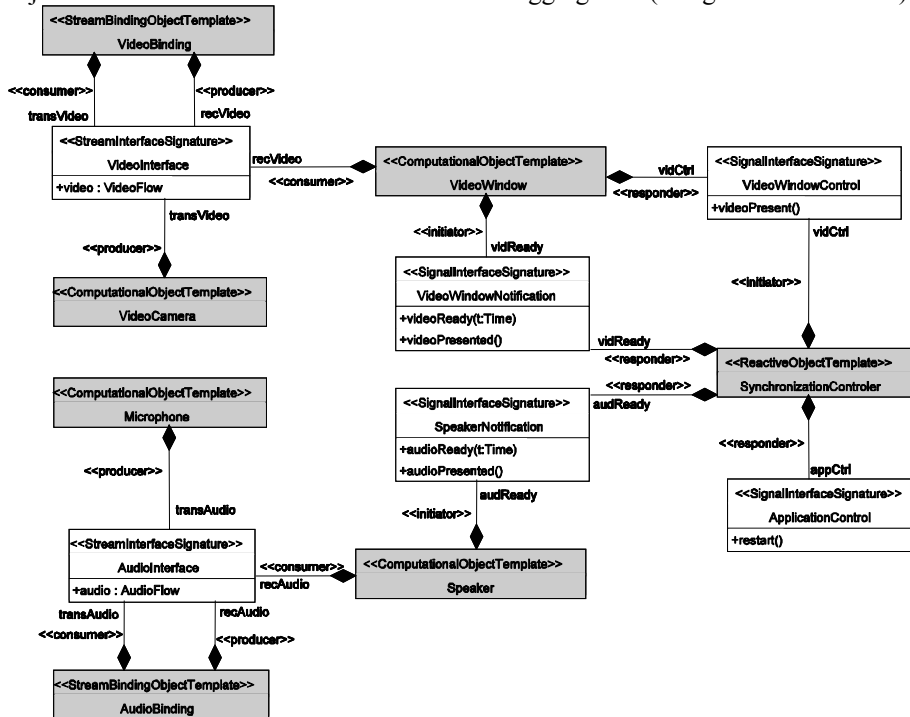 <<StreamBindingObjectTemplate>>
VideoBinding
<<consumer>>
<<producer>>
transVideo
recVideo
<<StreamInterfaceSignature>>
VideoInterface
+video : VideoFlow
recVideo
<<consumer>>
<<ComputationalObjectTemplate>>
VideoWindow
vidCtrl
<<responder>>
<<SignalInterfaceSignature>>
VideoWindowControl
+videoPresent()
transVideo
<<producer>>
<<ComputationalObjectTemplate>>
VideoCamera
<<initiator>>
vidReady
<<SignalInterfaceSignature>>
VideoWindowNotification
+videoReady(t:Time)
+videoPresented()
vidCtrl
<<initiator>>
vidReady
<<responder>>
<<ReactiveObjectTemplate>>
SynchronizationControler
<<responder>>
audReady
<<ComputationalObjectTemplate>>
Microphone
<<SignalInterfaceSignature>>
SpeakerNotification
+audioReady(t:Time)
+audioPresented()
<<responder>>
appCtrl
<<SignalInterfaceSignature>>
ApplicationControl
+restart()
<<producer>>
transAudio
audReady
<<initiator>>
<<StreamInterfaceSignature>>
AudioInterface
+audio : AudioFlow
<<consumer>>
recAudio
<<ComputationalObjectTemplate>>
Speaker
transAudio
recAudio
<<consumer>>
<<producer>>
<<StreamBindingObjectTemplate>>
AudioBinding